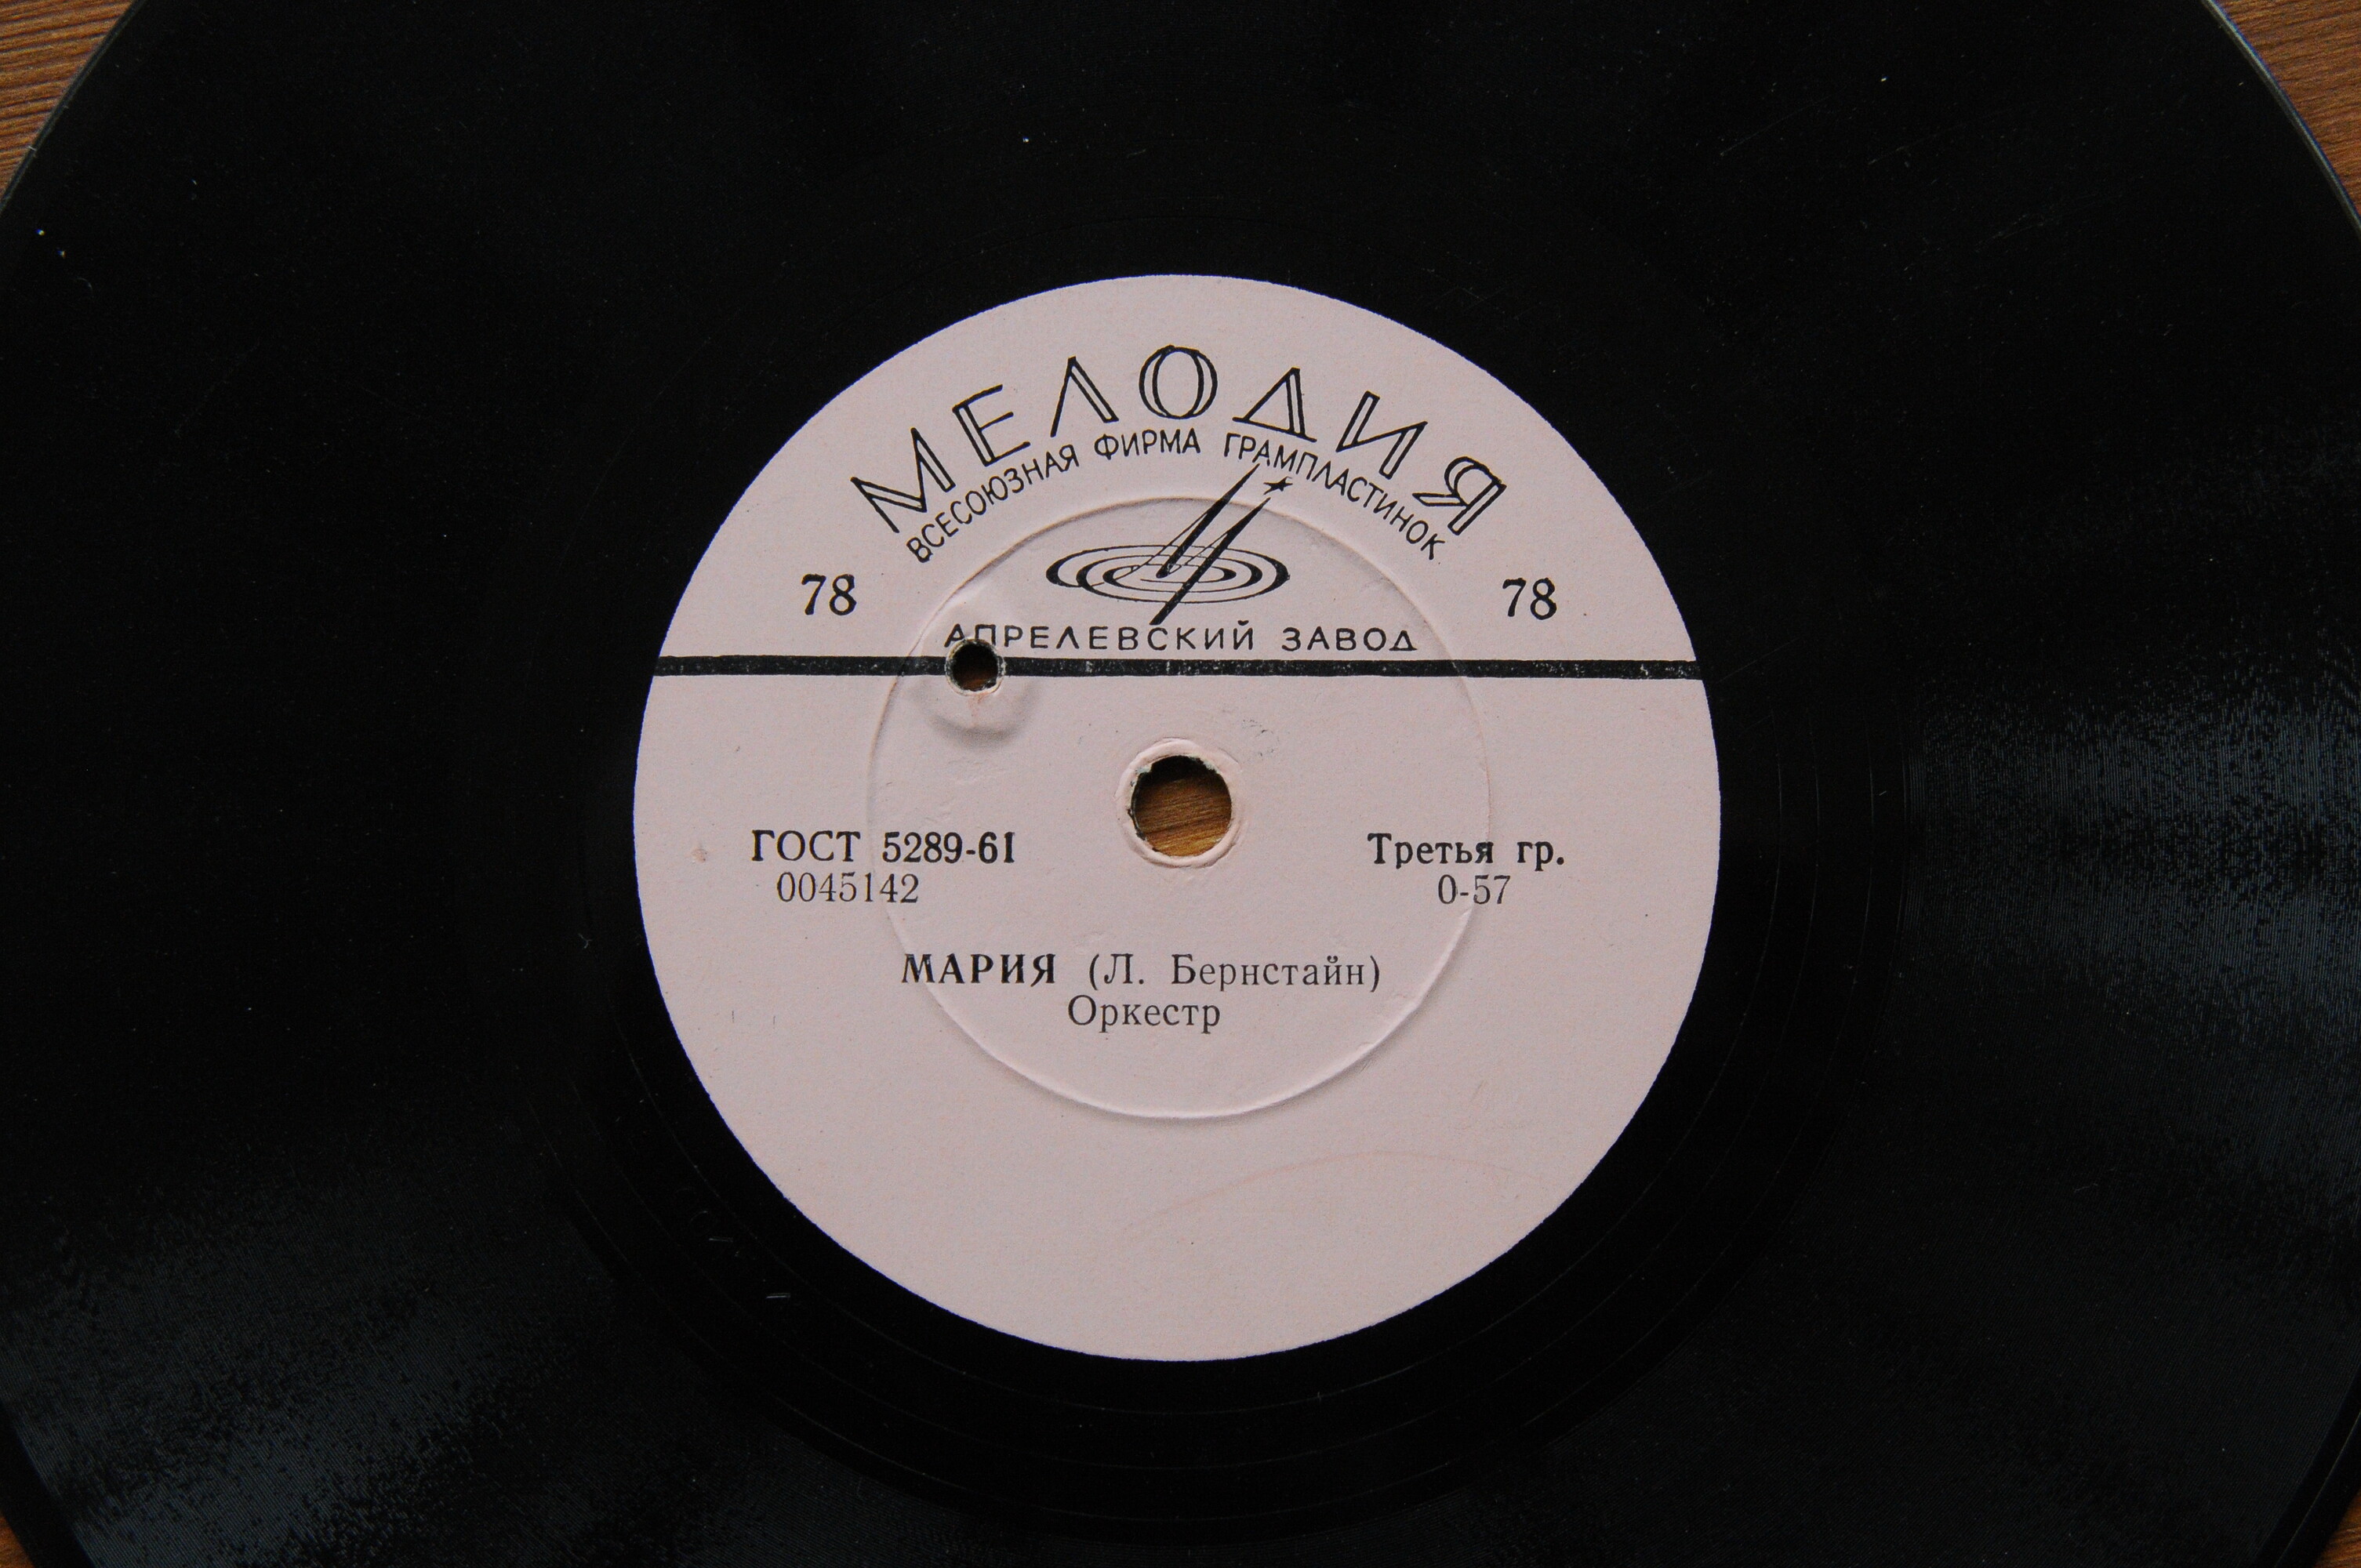 МЕЛОДИЯ
ВСЕСОЮЗНАЯ ФИРМА ГРАМПЛАСТИНОК
78 78
АПРЕЛЕВСКИЙ ЗАВОД
ГОСТ 5289-61 Третья гр.
0045142 0-57
МАРИЯ (Л. Бернстайн)
Оркестр